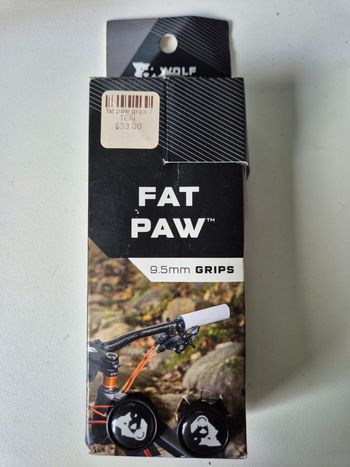 WOLF
fat paw grips /
TEAL
$33.00
FAT
PAW™
9.5mm GRIPS